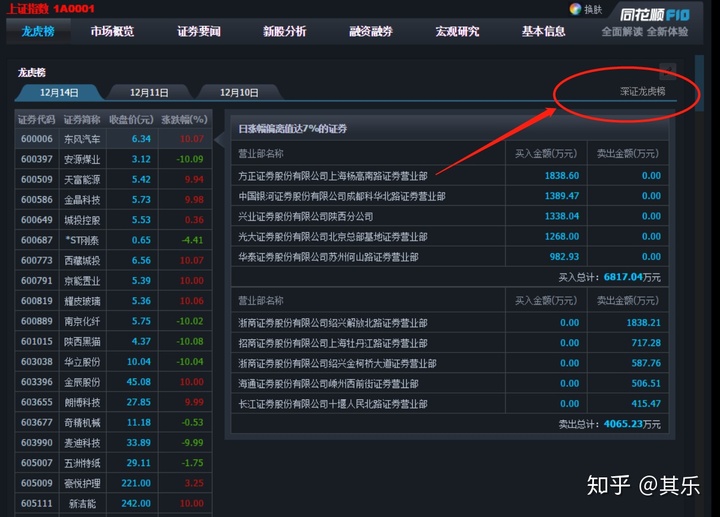 上证指数 1A0001
换肤
同花顺F10
全面解读 全新体验
龙虎榜 市场概览 证券要闻 新股分析 融资融券 宏观研究 基本信息
龙虎榜
12月14日 12月11日 12月10日
深证龙虎榜
证券代码 证券简称 收盘价(元) 涨跌幅(%)
600006 东风汽车 6.34 10.07
600397 安源煤业 3.12 -10.09
600509 天富能源 5.42 9.94
600586 金晶科技 5.73 9.98
600649 城投控股 5.53 0.36
600687 *ST刚泰 0.65 -4.41
600773 西藏城投 6.56 10.07
600791 京能置业 5.39 10.00
600819 耀皮玻璃 5.36 10.06
600889 南京化纤 5.75 -10.02
601015 陕西黑猫 4.37 -10.08
603038 华立股份 10.04 -10.04
603396 金辰股份 45.08 10.00
603655 朗博科技 27.85 9.99
603677 奇精机械 11.18 -0.53
603990 麦迪科技 33.89 -9.99
605007 五洲特纸 29.11 -1.75
605009 豪悦护理 221.00 3.25
605111 新洁能 242.00 10.00
日涨幅偏离值达7%的证券
营业部名称 买入金额(万元) 卖出金额(万元)
方正证券股份有限公司上海杨高南路证券营业部 1838.60 0.00
中国银河证券股份有限公司成都科华北路证券营业部 1389.47 0.00
兴业证券股份有限公司陕西分公司 1338.04 0.00
光大证券股份有限公司北京总部基地证券营业部 1268.00 0.00
华泰证券股份有限公司苏州何山路证券营业部 982.93 0.00
买入总计：6817.04万元
营业部名称 买入金额(万元) 卖出金额(万元)
浙商证券股份有限公司绍兴解放北路证券营业部 0.00 1838.21
招商证券股份有限公司上海牡丹江路证券营业部 0.00 717.28
浙商证券股份有限公司绍兴金柯桥大道证券营业部 0.00 587.76
海通证券股份有限公司嵊州西前街证券营业部 0.00 506.51
长江证券股份有限公司十堰人民北路证券营业部 0.00 415.47
卖出总计：4065.23万元
知乎 @其乐